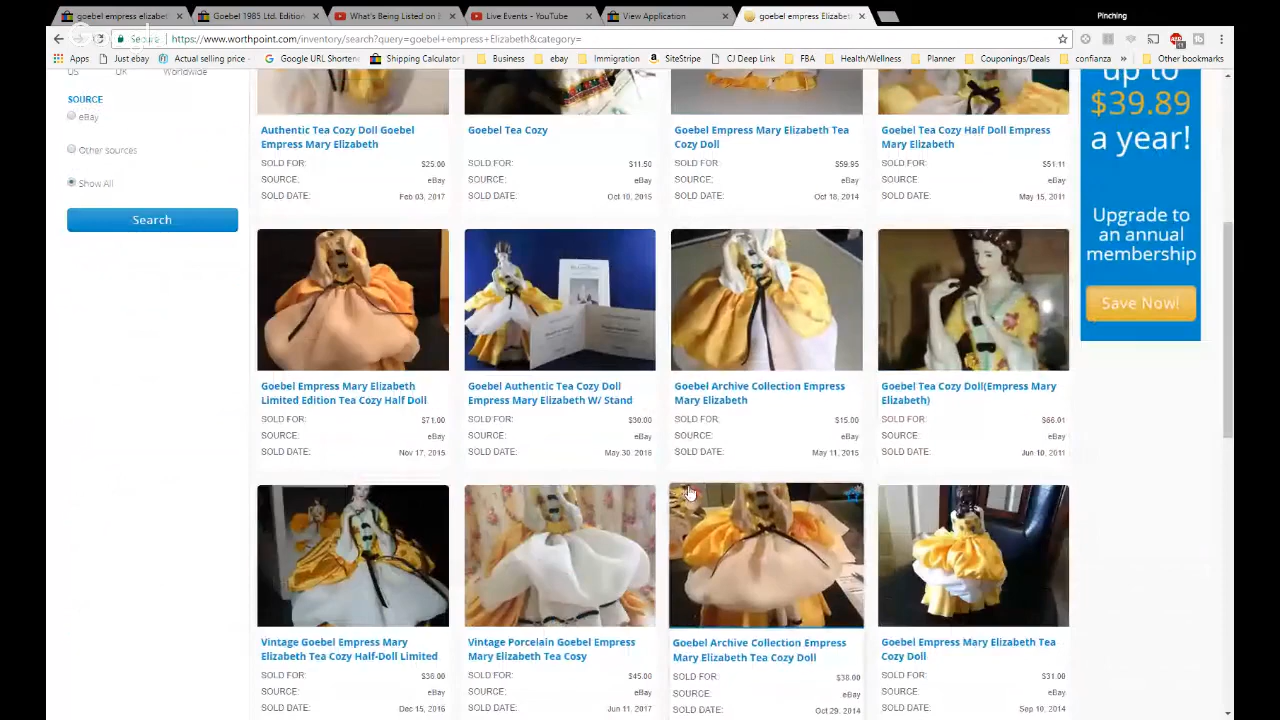 goebel empress elizabet
Goebel 1985 Ltd. Edition
What's Being Listed on
Live Events - YouTube
View Application
goebel empress Elizabet
Pinching
Secure
https://www.worthpoint.com/inventory/search?query=goebel+empress+Elizabeth&category=
Apps
Just ebay
Actual selling price -
Google URL Shortene
Shipping Calculator
Business
ebay
Immigration
SiteStripe
CJ Deep Link
FBA
Health/Wellness
Planner
Couponing/Deals
confianza
Other bookmarks
US UK Worldwide
SOURCE
eBay
Other sources
Show All
Search
Authentic Tea Cozy Doll Goebel
Empress Mary Elizabeth
SOLD FOR: $25.00
SOURCE: eBay
SOLD DATE: Feb 03, 2017
Goebel Tea Cozy
SOLD FOR: $11.50
SOURCE: eBay
SOLD DATE: Oct 10, 2015
Goebel Empress Mary Elizabeth Tea
Cozy Doll
SOLD FOR: $59.95
SOURCE: eBay
SOLD DATE: Oct 18, 2014
Goebel Tea Cozy Half Doll Empress
Mary Elizabeth
SOLD FOR: $51.11
SOURCE: eBay
SOLD DATE: May 15, 2011
Goebel Empress Mary Elizabeth
Limited Edition Tea Cozy Half Doll
SOLD FOR: $71.00
SOURCE: eBay
SOLD DATE: Nov 17, 2015
Goebel Authentic Tea Cozy Doll
Empress Mary Elizabeth W/ Stand
SOLD FOR: $30.00
SOURCE: eBay
SOLD DATE: May 30, 2016
Goebel Archive Collection Empress
Mary Elizabeth
SOLD FOR: $15.00
SOURCE: eBay
SOLD DATE: May 11, 2015
Goebel Tea Cozy Doll(Empress Mary
Elizabeth)
SOLD FOR: $66.01
SOURCE: eBay
SOLD DATE: Jun 10, 2011
Vintage Goebel Empress Mary
Elizabeth Tea Cozy Half-Doll Limited
SOLD FOR: $36.00
SOURCE: eBay
SOLD DATE: Dec 15, 2016
Vintage Porcelain Goebel Empress
Mary Elizabeth Tea Cosy
SOLD FOR: $45.00
SOURCE: eBay
SOLD DATE: Jun 11, 2017
Goebel Archive Collection Empress
Mary Elizabeth Tea Cozy Doll
SOLD FOR: $38.00
SOURCE: eBay
SOLD DATE: Oct 29, 2014
Goebel Empress Mary Elizabeth Tea
Cozy Doll
SOLD FOR: $31.00
SOURCE: eBay
SOLD DATE: Sep 10, 2014
up to
$39.89
a year!
Upgrade to
an annual
membership
Save Now!